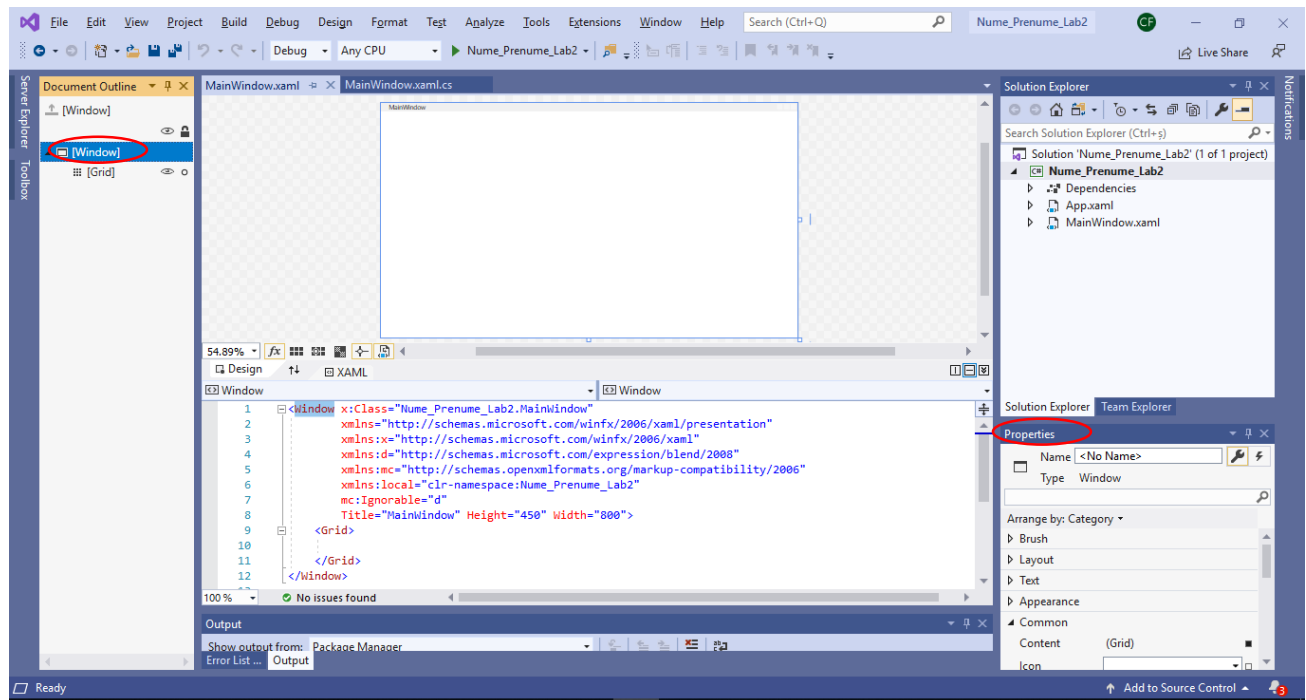 File Edit View Project Build Debug Design Format Test Analyze Tools Extensions Window Help Search (Ctrl+Q) Nume_Prenume_Lab2 CF
Debug Any CPU Nume_Prenume_Lab2 Live Share
Server Explorer
Toolbox
Document Outline
[Window]
[Window]
[Grid]
MainWindow.xaml MainWindow.xaml.cs
MainWindow
54.89% fx
Design XAML
Window Window
1 <Window x:Class="Nume_Prenume_Lab2.MainWindow"
2 xmlns="http://schemas.microsoft.com/winfx/2006/xaml/presentation"
3 xmlns:x="http://schemas.microsoft.com/winfx/2006/xaml"
4 xmlns:d="http://schemas.microsoft.com/expression/blend/2008"
5 xmlns:mc="http://schemas.openxmlformats.org/markup-compatibility/2006"
6 xmlns:local="clr-namespace:Nume_Prenume_Lab2"
7 mc:Ignorable="d"
8 Title="MainWindow" Height="450" Width="800">
9 <Grid>
10
11 </Grid>
12 </Window>
100 % No issues found
Output
Show output from: Package Manager
Error List ... Output
Solution Explorer
Search Solution Explorer (Ctrl+ș)
Solution 'Nume_Prenume_Lab2' (1 of 1 project)
Nume_Prenume_Lab2
Dependencies
App.xaml
MainWindow.xaml
Solution Explorer Team Explorer
Properties
Name <No Name>
Type Window
Arrange by: Category
Brush
Layout
Text
Appearance
Common
Content (Grid)
Icon
Notifications
Ready Add to Source Control 3